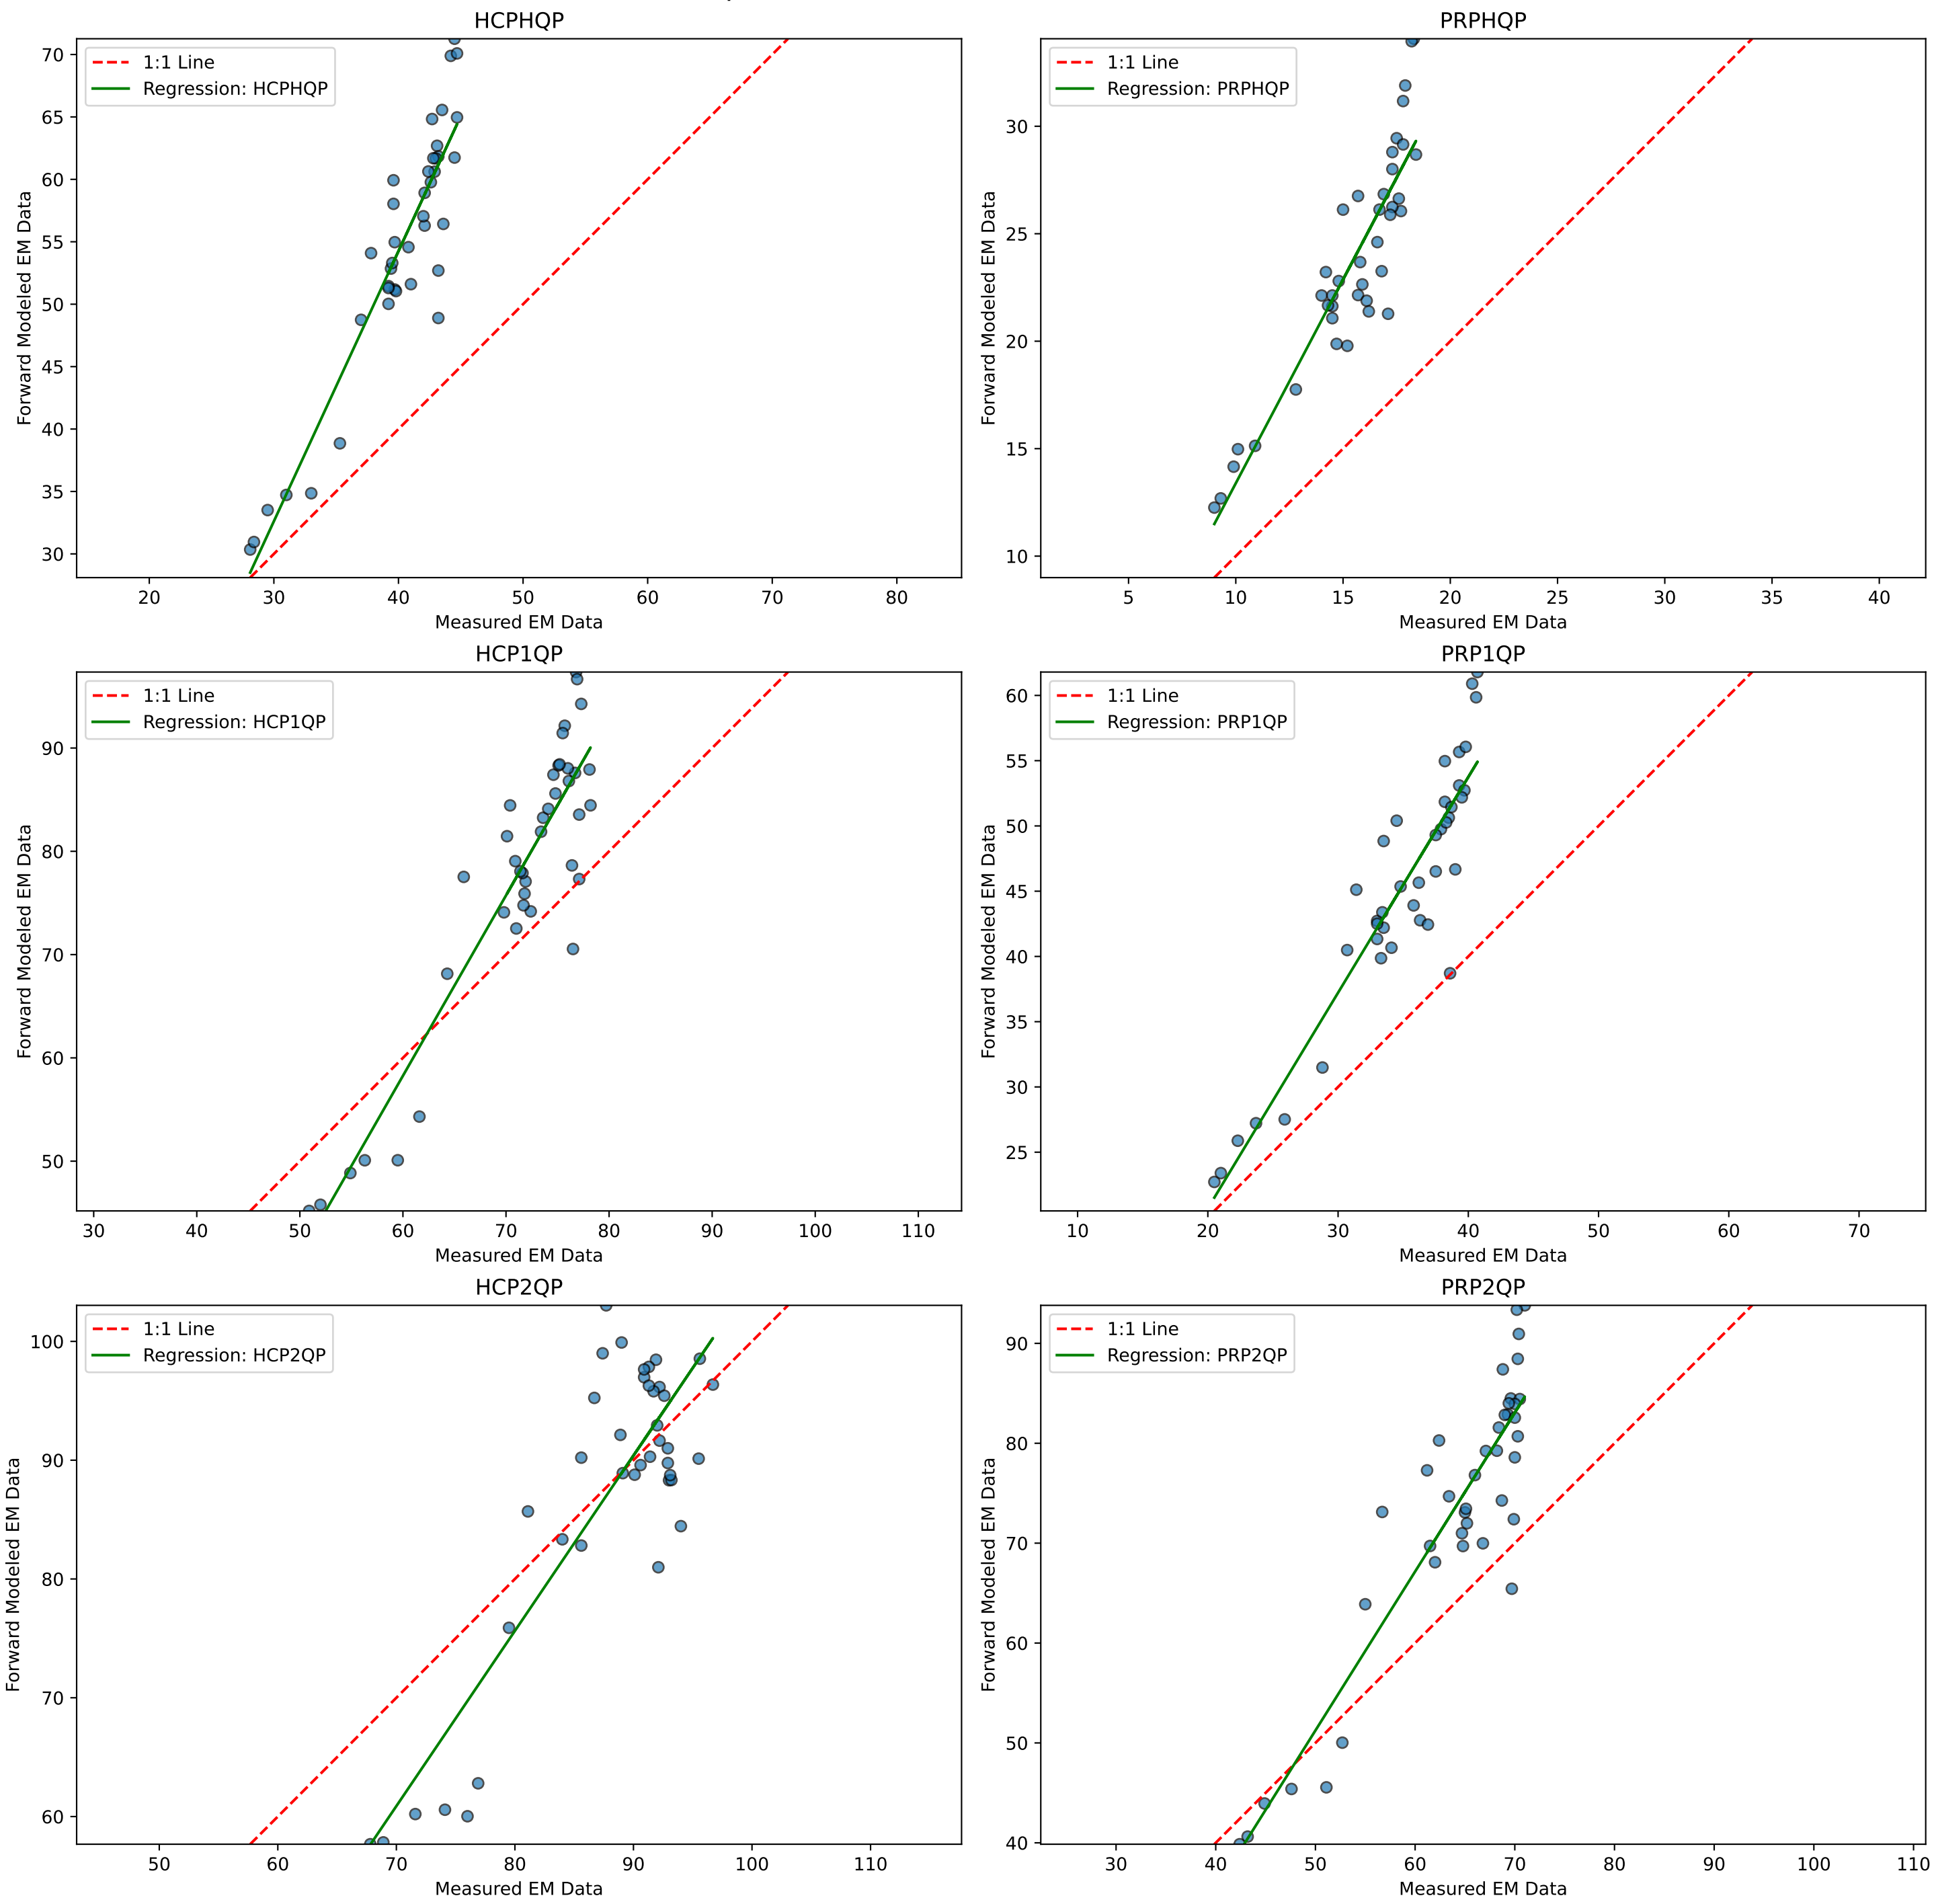 HCPHQP
1:1 Line
Regression: HCPHQP
70
65
60
55
50
45
40
35
30
Forward Modeled EM Data
20 30 40 50 60 70 80
Measured EM Data
PRPHQP
1:1 Line
Regression: PRPHQP
30
25
20
15
10
Forward Modeled EM Data
5 10 15 20 25 30 35 40
Measured EM Data
HCP1QP
1:1 Line
Regression: HCP1QP
90
80
70
60
50
Forward Modeled EM Data
30 40 50 60 70 80 90 100 110
Measured EM Data
PRP1QP
1:1 Line
Regression: PRP1QP
60
55
50
45
40
35
30
25
Forward Modeled EM Data
10 20 30 40 50 60 70
Measured EM Data
HCP2QP
1:1 Line
Regression: HCP2QP
100
90
80
70
60
Forward Modeled EM Data
50 60 70 80 90 100 110
Measured EM Data
PRP2QP
1:1 Line
Regression: PRP2QP
90
80
70
60
50
40
Forward Modeled EM Data
30 40 50 60 70 80 90 100 110
Measured EM Data